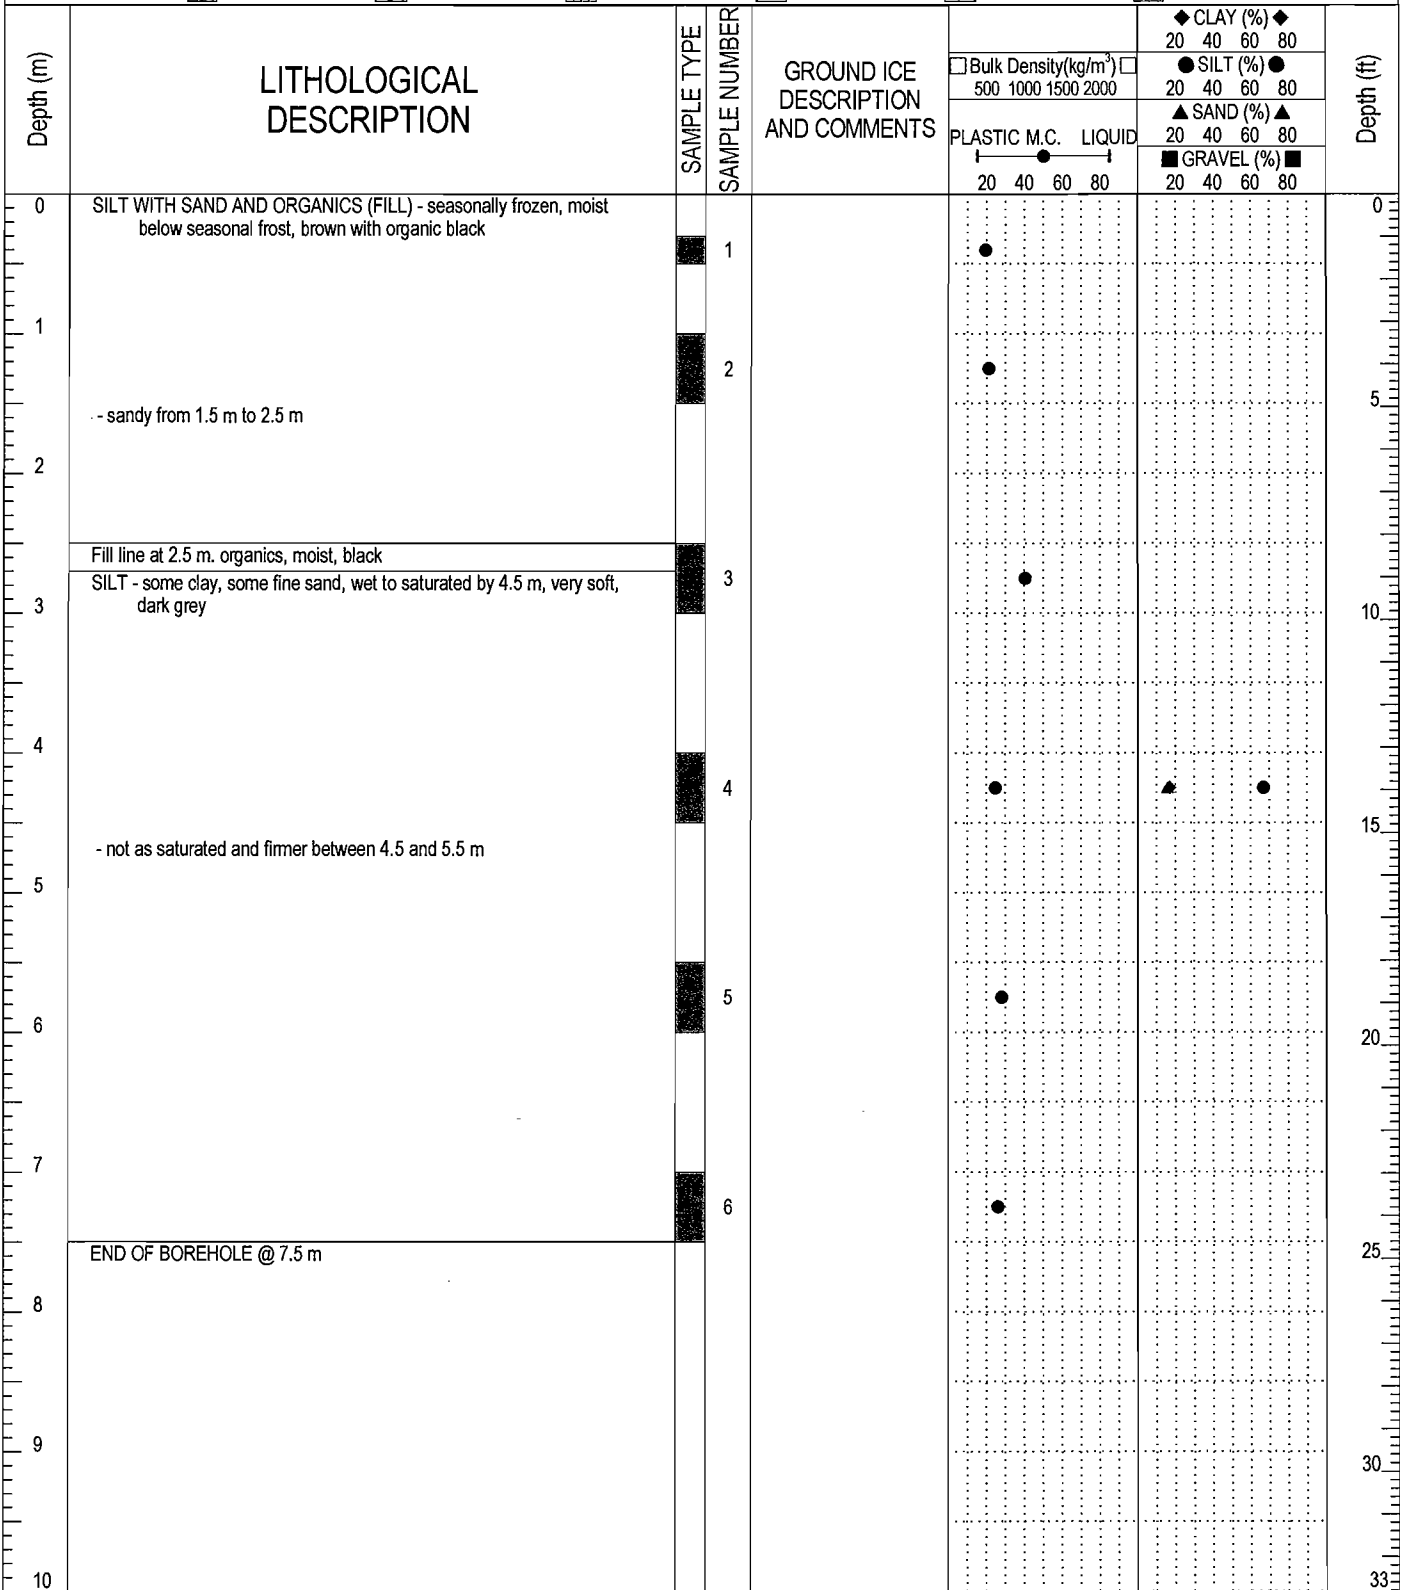 Depth (m)
LITHOLOGICAL
DESCRIPTION
SAMPLE TYPE
SAMPLE NUMBER
GROUND ICE
DESCRIPTION
AND COMMENTS
□ Bulk Density(kg/m³) □
500 1000 1500 2000
PLASTIC M.C. LIQUID
20 40 60 80
◆ CLAY (%) ◆
20 40 60 80
● SILT (%) ●
20 40 60 80
▲ SAND (%) ▲
20 40 60 80
■ GRAVEL (%) ■
20 40 60 80
Depth (ft)
0 SILT WITH SAND AND ORGANICS (FILL) - seasonally frozen, moist 0
below seasonal frost, brown with organic black
1
1
2
5
- sandy from 1.5 m to 2.5 m
2
Fill line at 2.5 m. organics, moist, black
SILT - some clay, some fine sand, wet to saturated by 4.5 m, very soft, 3
3 dark grey 10
4
4
15
- not as saturated and firmer between 4.5 and 5.5 m
5
5
6
20
7
6
END OF BOREHOLE @ 7.5 m 25
8
9
30
10 33